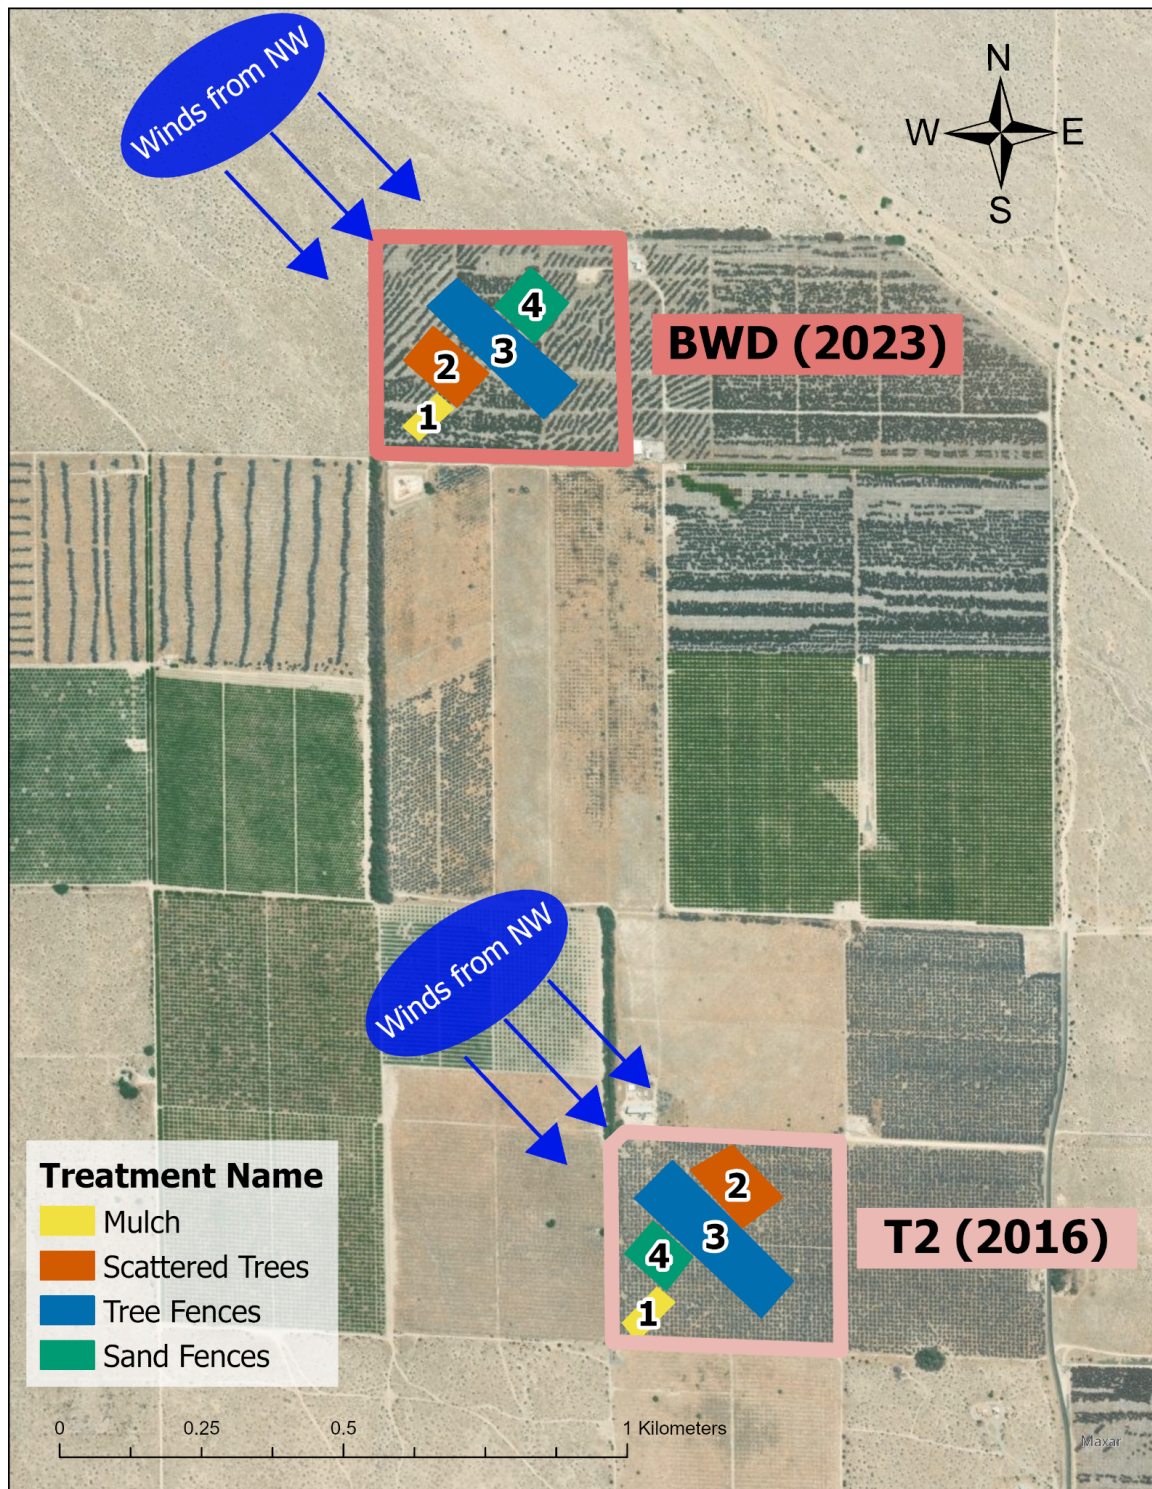 Winds from NW
N
W
E
S
4
3
2
1
BWD (2023)
Winds from NW
2
3
4
1
T2 (2016)
Treatment Name
Mulch
Scattered Trees
Tree Fences
Sand Fences
0
0.25
0.5
1 Kilometers
Maxar